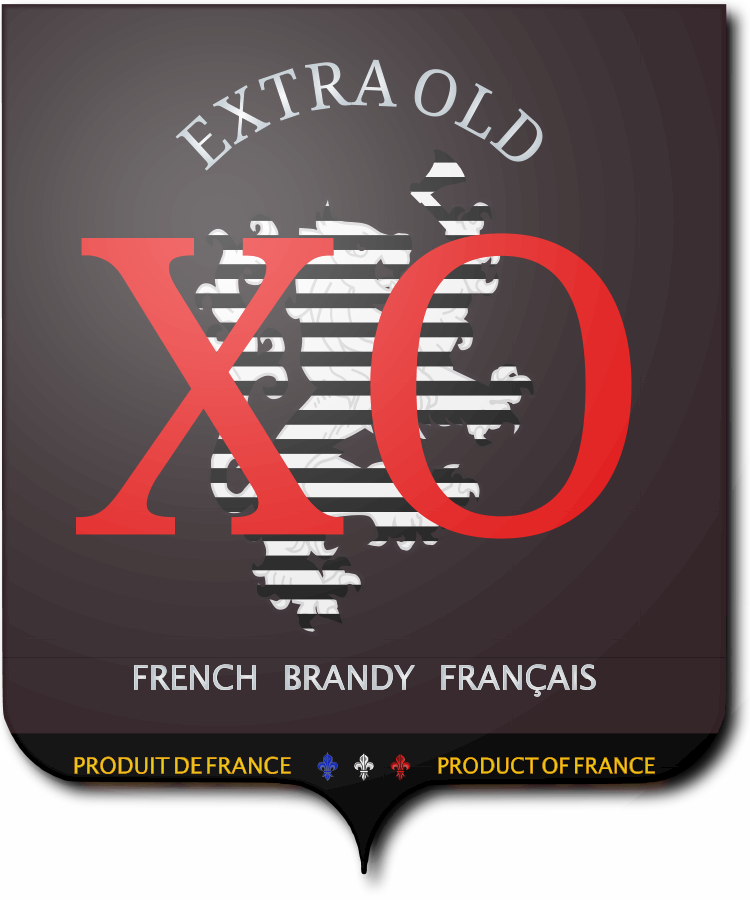 EXTRA OLD
XO
FRENCH BRANDY FRANÇAIS
PRODUIT DE FRANCE PRODUCT OF FRANCE